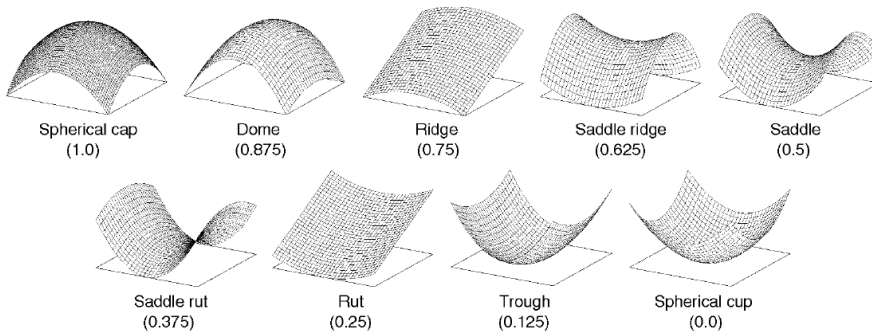 Spherical cap
(1.0)
Dome
(0.875)
Ridge
(0.75)
Saddle ridge
(0.625)
Saddle
(0.5)
Saddle rut
(0.375)
Rut
(0.25)
Trough
(0.125)
Spherical cup
(0.0)